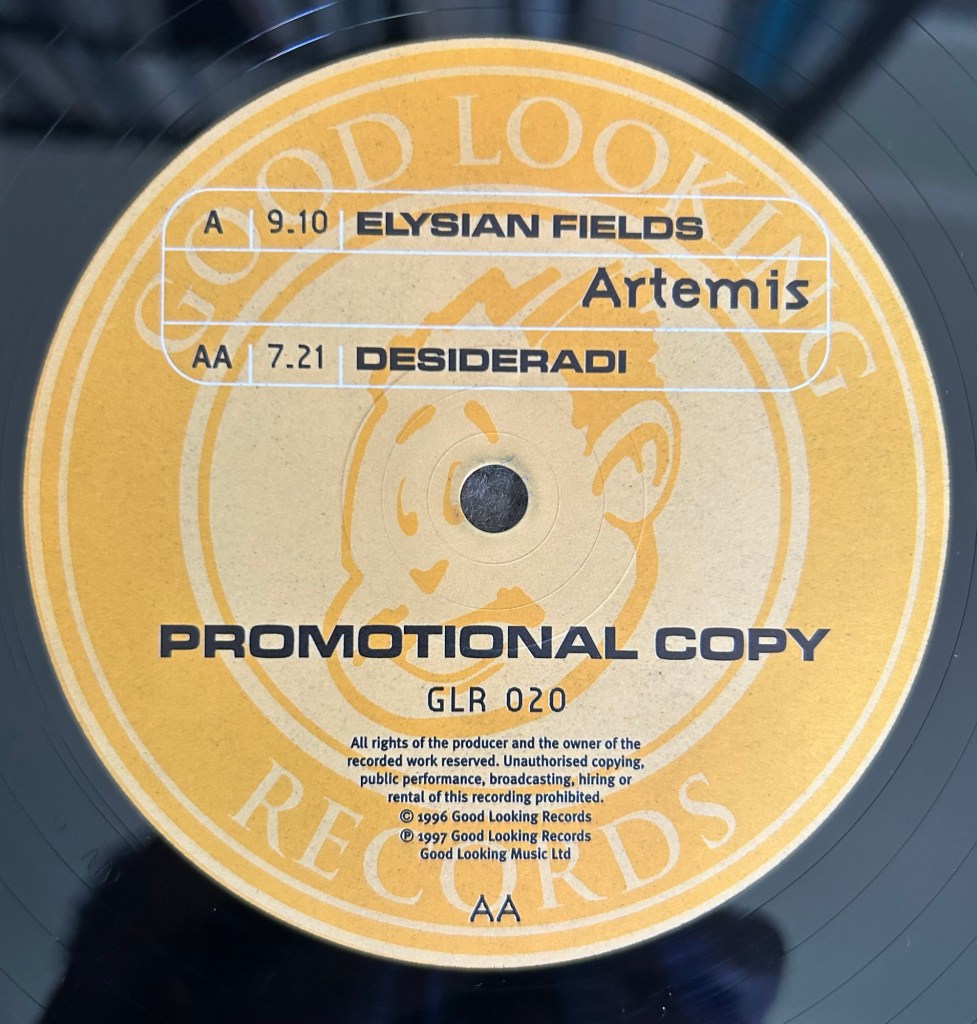 GOOD LOOKING
A 9.10 ELYSIAN FIELDS
Artemis
AA 7.21 DESIDERADI
PROMOTIONAL COPY
GLR 020
All rights of the producer and the owner of the
recorded work reserved. Unauthorised copying,
public performance, broadcasting, hiring or
rental of this recording prohibited.
© 1996 Good Looking Records
℗ 1997 Good Looking Records
Good Looking Music Ltd
RECORDS
AA